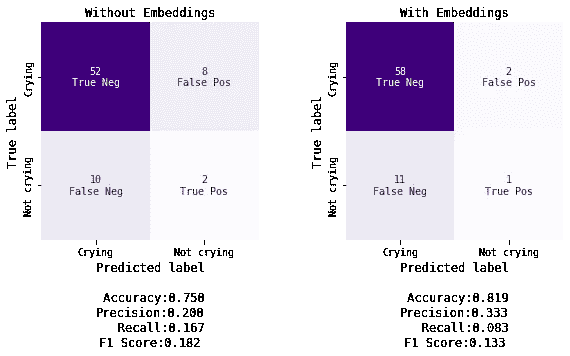 Without Embeddings
Crying
Not crying
True label
52
True Neg
8
False Pos
10
False Neg
2
True Pos
Crying
Not crying
Predicted label
Accuracy:0.750
Precision:0.200
Recall:0.167
F1 Score:0.182
With Embeddings
Crying
Not crying
True label
58
True Neg
2
False Pos
11
False Neg
1
True Pos
Crying
Not crying
Predicted label
Accuracy:0.819
Precision:0.333
Recall:0.083
F1 Score:0.133